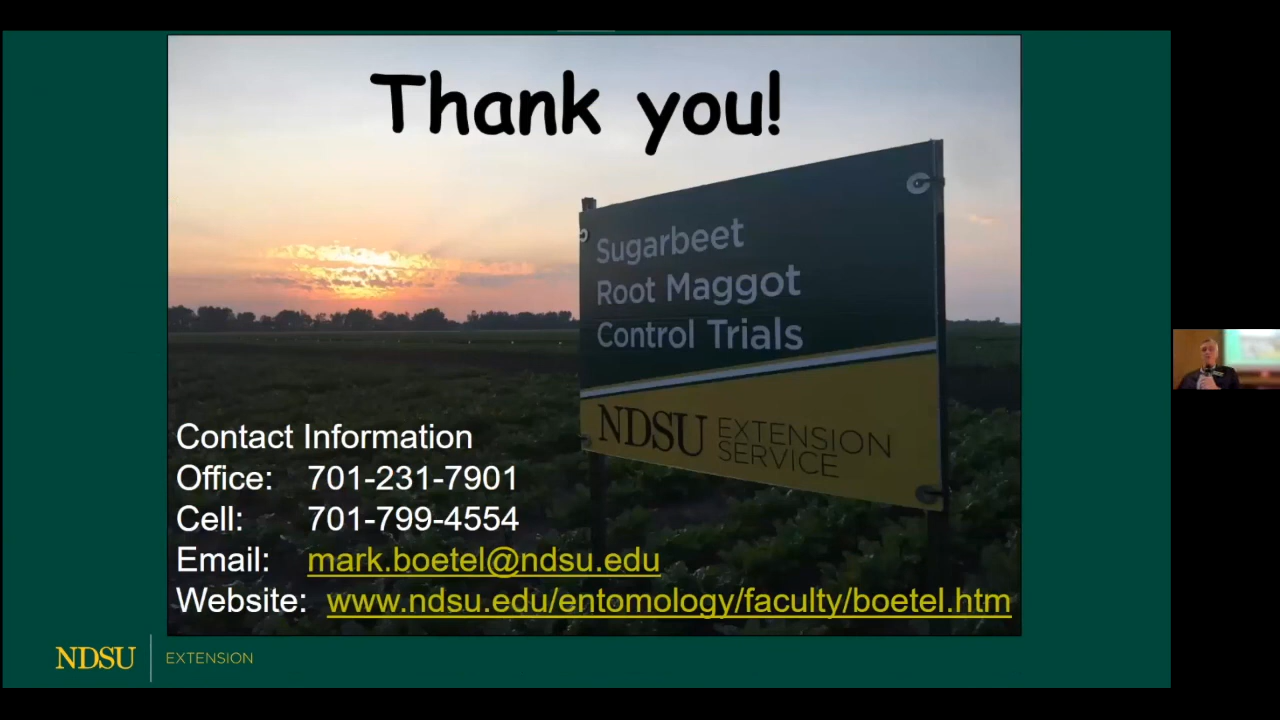 Thank you!
Sugarbeet
Root Maggot
Control Trials
NDSU EXTENSION
SERVICE
Contact Information
Office: 701-231-7901
Cell: 701-799-4554
Email: mark.boetel@ndsu.edu
Website: www.ndsu.edu/entomology/faculty/boetel.htm
NDSU EXTENSION